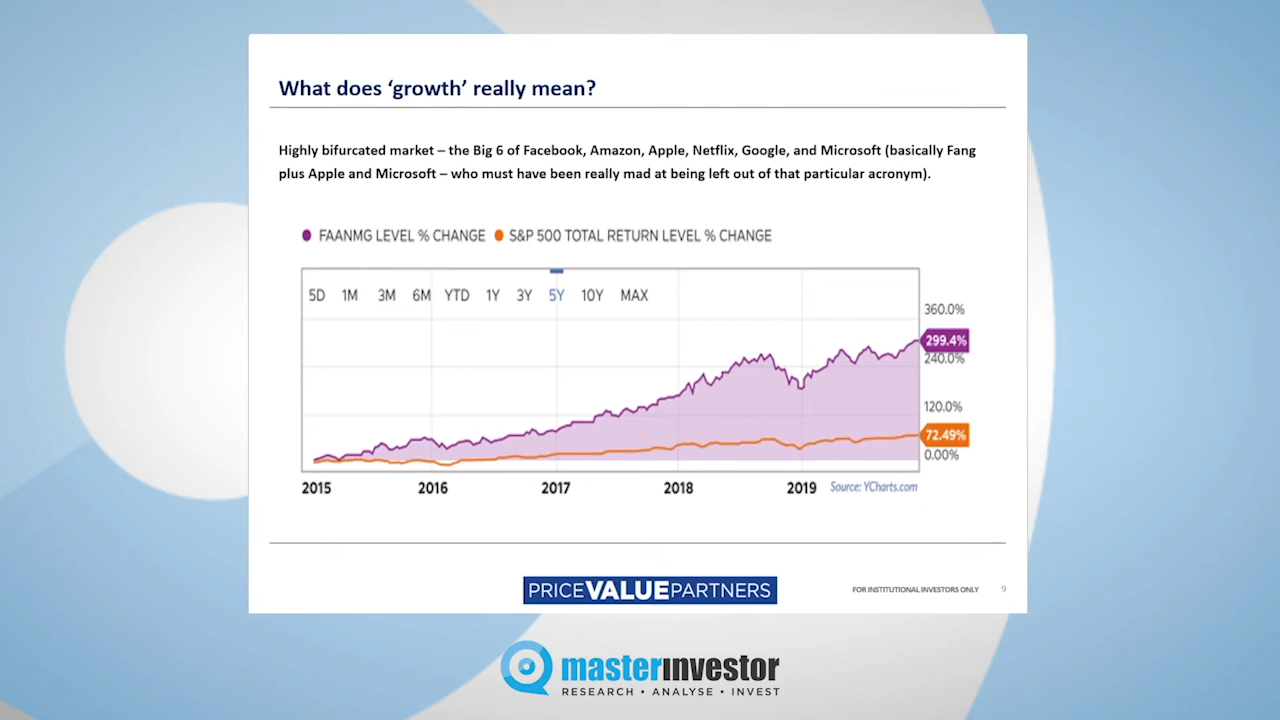 What does ‘growth’ really mean?
Highly bifurcated market – the Big 6 of Facebook, Amazon, Apple, Netflix, Google, and Microsoft (basically Fang
plus Apple and Microsoft – who must have been really mad at being left out of that particular acronym).
FAANMG LEVEL % CHANGE S&P 500 TOTAL RETURN LEVEL % CHANGE
5D 1M 3M 6M YTD 1Y 3Y 5Y 10Y MAX
360.0%
299.4%
240.0%
120.0%
72.49%
0.00%
2015 2016 2017 2018 2019 Source: YCharts.com
PRICEVALUEPARTNERS
FOR INSTITUTIONAL INVESTORS ONLY 9
masterinvestor
RESEARCH • ANALYSE • INVEST